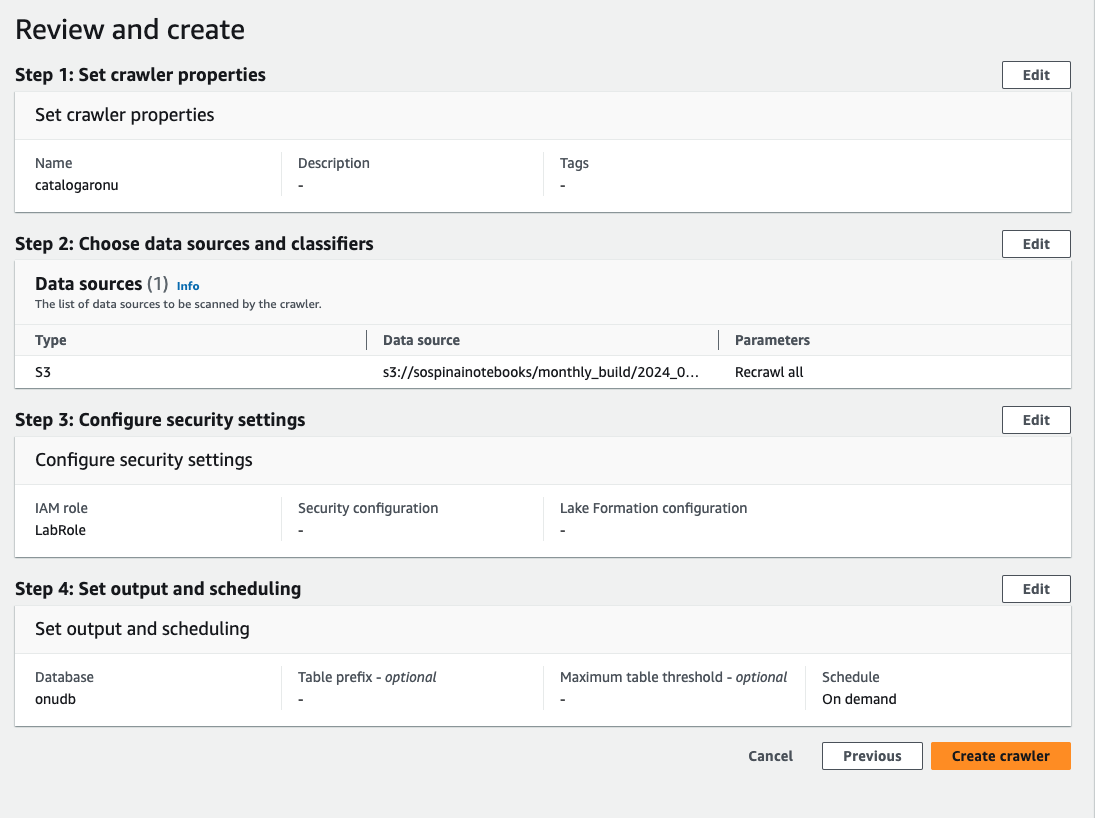 Review and create
Step 1: Set crawler properties
Edit
Set crawler properties
Name
Description
Tags
catalogaronu
-
-
Step 2: Choose data sources and classifiers
Edit
Data sources (1) Info
The list of data sources to be scanned by the crawler.
Type
Data source
Parameters
S3
s3://sospinainotebooks/monthly_build/2024_0...
Recrawl all
Step 3: Configure security settings
Edit
Configure security settings
IAM role
Security configuration
Lake Formation configuration
LabRole
-
-
Step 4: Set output and scheduling
Edit
Set output and scheduling
Database
Table prefix - optional
Maximum table threshold - optional
Schedule
onudb
-
-
On demand
Cancel
Previous
Create crawler